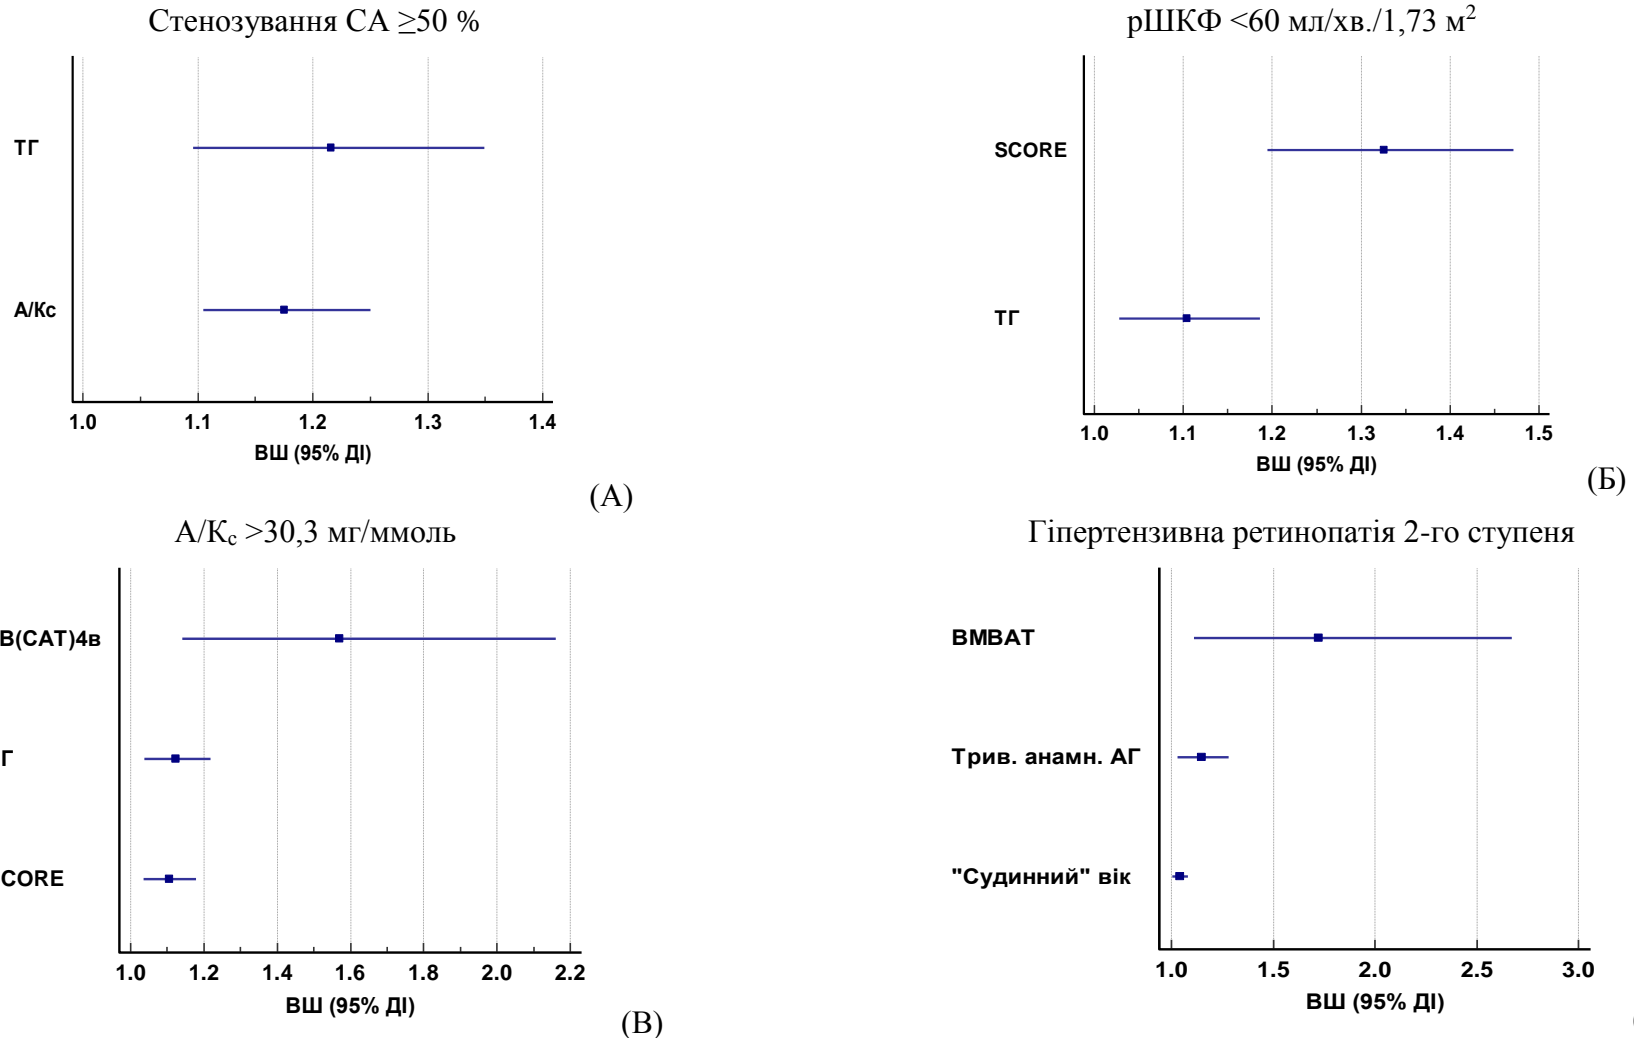 Стенозування СА ≥50 %
ТГ
А/Кс
1.0 1.1 1.2 1.3 1.4
ВШ (95% ДІ)
(А)
рШКФ <60 мл/хв./1,73 м²
SCORE
ТГ
1.0 1.1 1.2 1.3 1.4 1.5
ВШ (95% ДІ)
(Б)
А/Кс >30,3 мг/ммоль
В(САТ)4в
Г
CORE
1.0 1.2 1.4 1.6 1.8 2.0 2.2
ВШ (95% ДІ)
(В)
Гіпертензивна ретинопатія 2-го ступеня
ВМВАТ
Трив. анамн. АГ
"Судинний" вік
1.0 1.5 2.0 2.5 3.0
ВШ (95% ДІ)